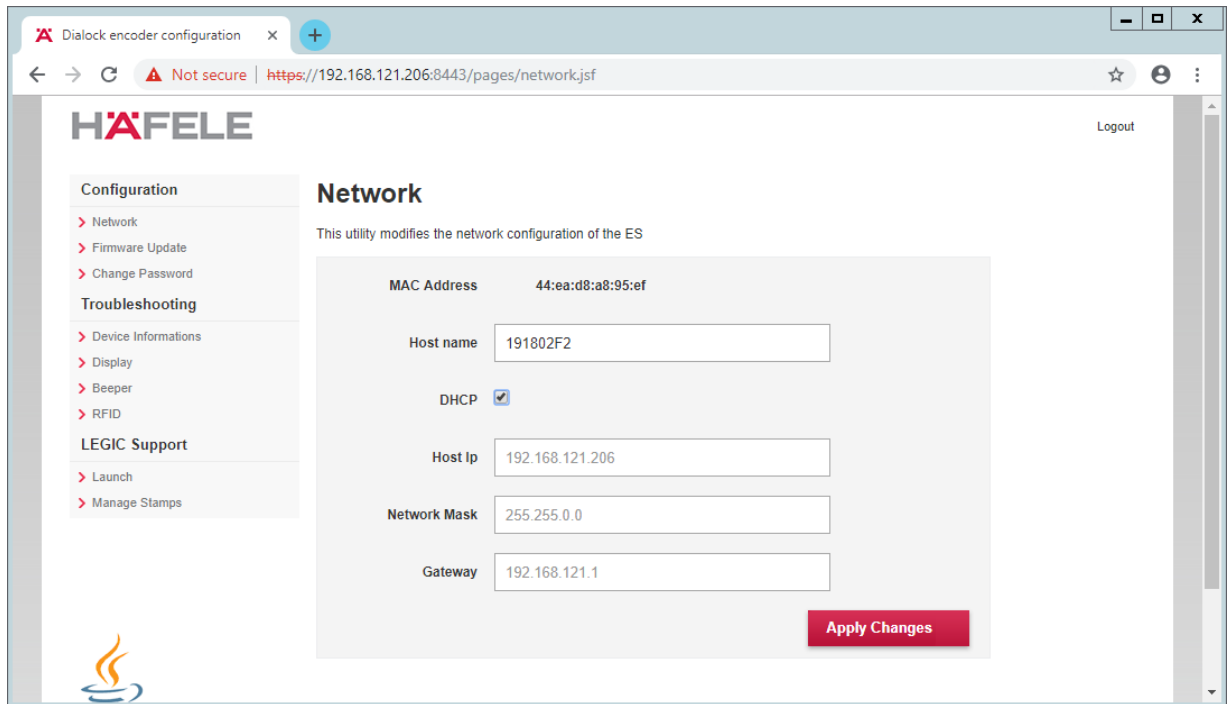 Dialock encoder configuration
Not secure https://192.168.121.206:8443/pages/network.jsf
HÄFELE
Logout
Configuration
Network
Firmware Update
Change Password
Troubleshooting
Device Informations
Display
Beeper
RFID
LEGIC Support
Launch
Manage Stamps
Network
This utility modifies the network configuration of the ES
MAC Address 44:ea:d8:a8:95:ef
Host name 191802F2
DHCP
Host Ip 192.168.121.206
Network Mask 255.255.0.0
Gateway 192.168.121.1
Apply Changes